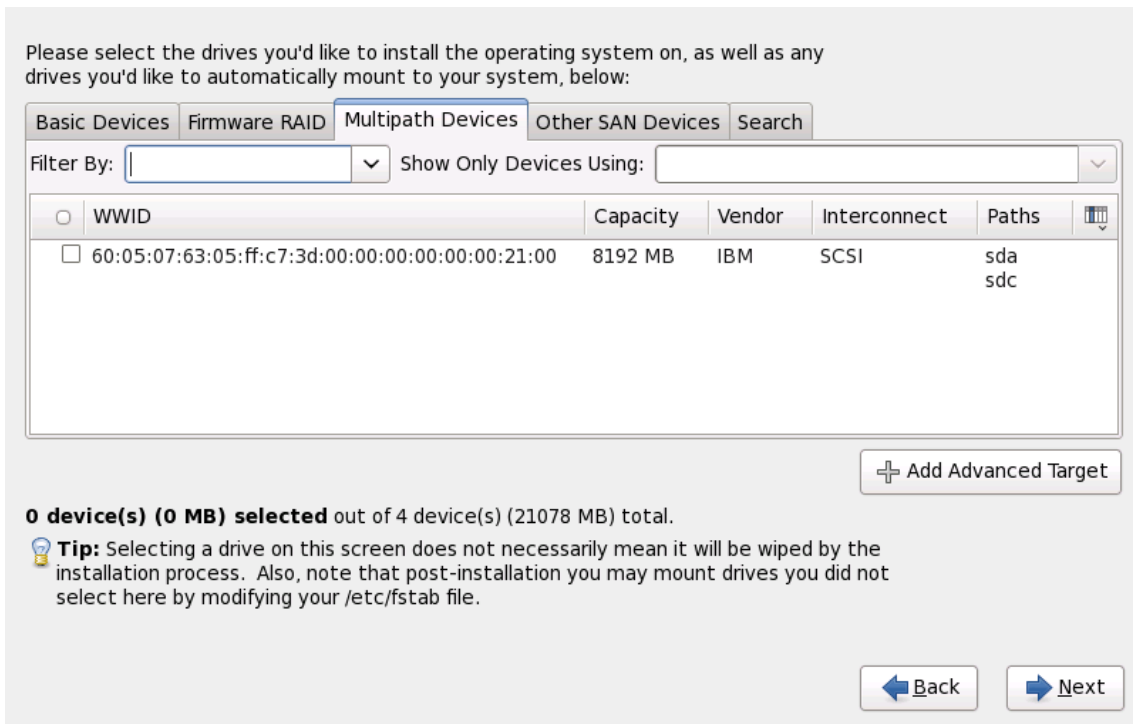 Please select the drives you'd like to install the operating system on, as well as any
drives you'd like to automatically mount to your system, below:
Basic Devices Firmware RAID Multipath Devices Other SAN Devices Search
Filter By: Show Only Devices Using:
WWID Capacity Vendor Interconnect Paths
60:05:07:63:05:ff:c7:3d:00:00:00:00:00:00:21:00 8192 MB IBM SCSI sda
sdc
Add Advanced Target
0 device(s) (0 MB) selected out of 4 device(s) (21078 MB) total.
Tip: Selecting a drive on this screen does not necessarily mean it will be wiped by the
installation process. Also, note that post-installation you may mount drives you did not
select here by modifying your /etc/fstab file.
Back Next